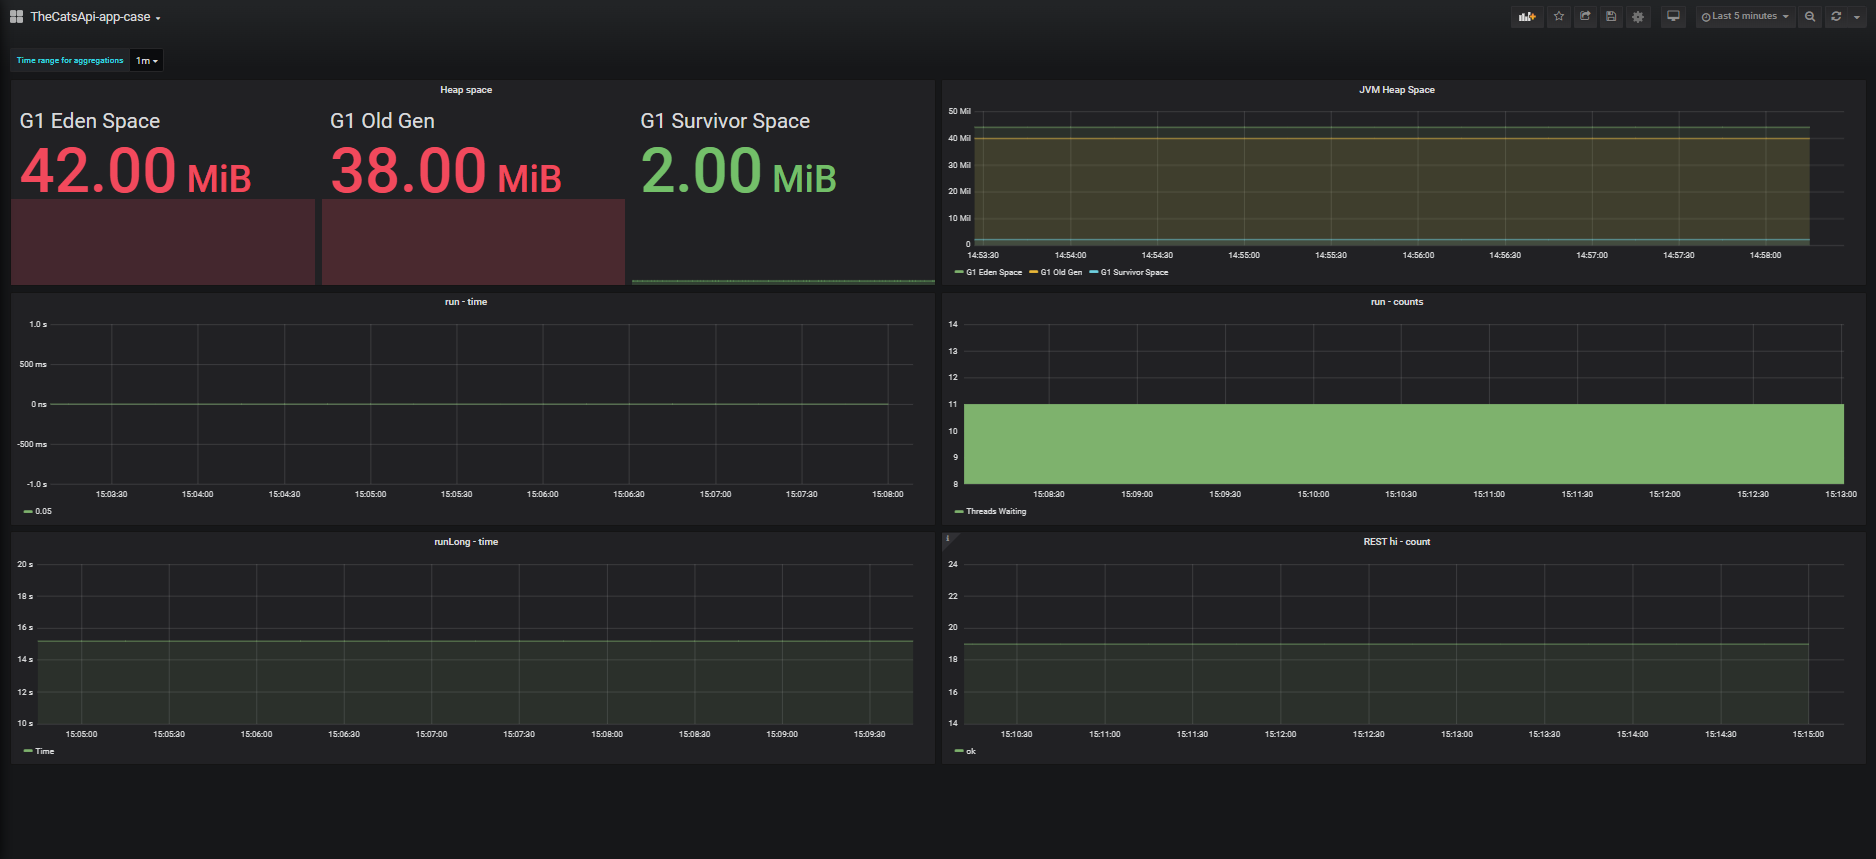 TheCatsApi-app-case
Last 5 minutes
Time range for aggregations 1m
Heap space
G1 Eden Space
42.00 MiB
G1 Old Gen
38.00 MiB
G1 Survivor Space
2.00 MiB
JVM Heap Space
50 Mil
40 Mil
30 Mil
20 Mil
10 Mil
0
14:53:30 14:54:00 14:54:30 14:55:00 14:55:30 14:56:00 14:56:30 14:57:00 14:57:30 14:58:00
G1 Eden Space G1 Old Gen G1 Survivor Space
run - time
1.0 s
500 ms
0 ns
-500 ms
-1.0 s
15:03:30 15:04:00 15:04:30 15:05:00 15:05:30 15:06:00 15:06:30 15:07:00 15:07:30 15:08:00
0.05
run - counts
14
13
12
11
10
9
8
15:08:30 15:09:00 15:09:30 15:10:00 15:10:30 15:11:00 15:11:30 15:12:00 15:12:30 15:13:00
Threads Waiting
runLong - time
20 s
18 s
16 s
14 s
12 s
10 s
15:05:00 15:05:30 15:06:00 15:06:30 15:07:00 15:07:30 15:08:00 15:08:30 15:09:00 15:09:30
Time
i
REST hi - count
24
22
20
18
16
14
15:10:30 15:11:00 15:11:30 15:12:00 15:12:30 15:13:00 15:13:30 15:14:00 15:14:30 15:15:00
ok